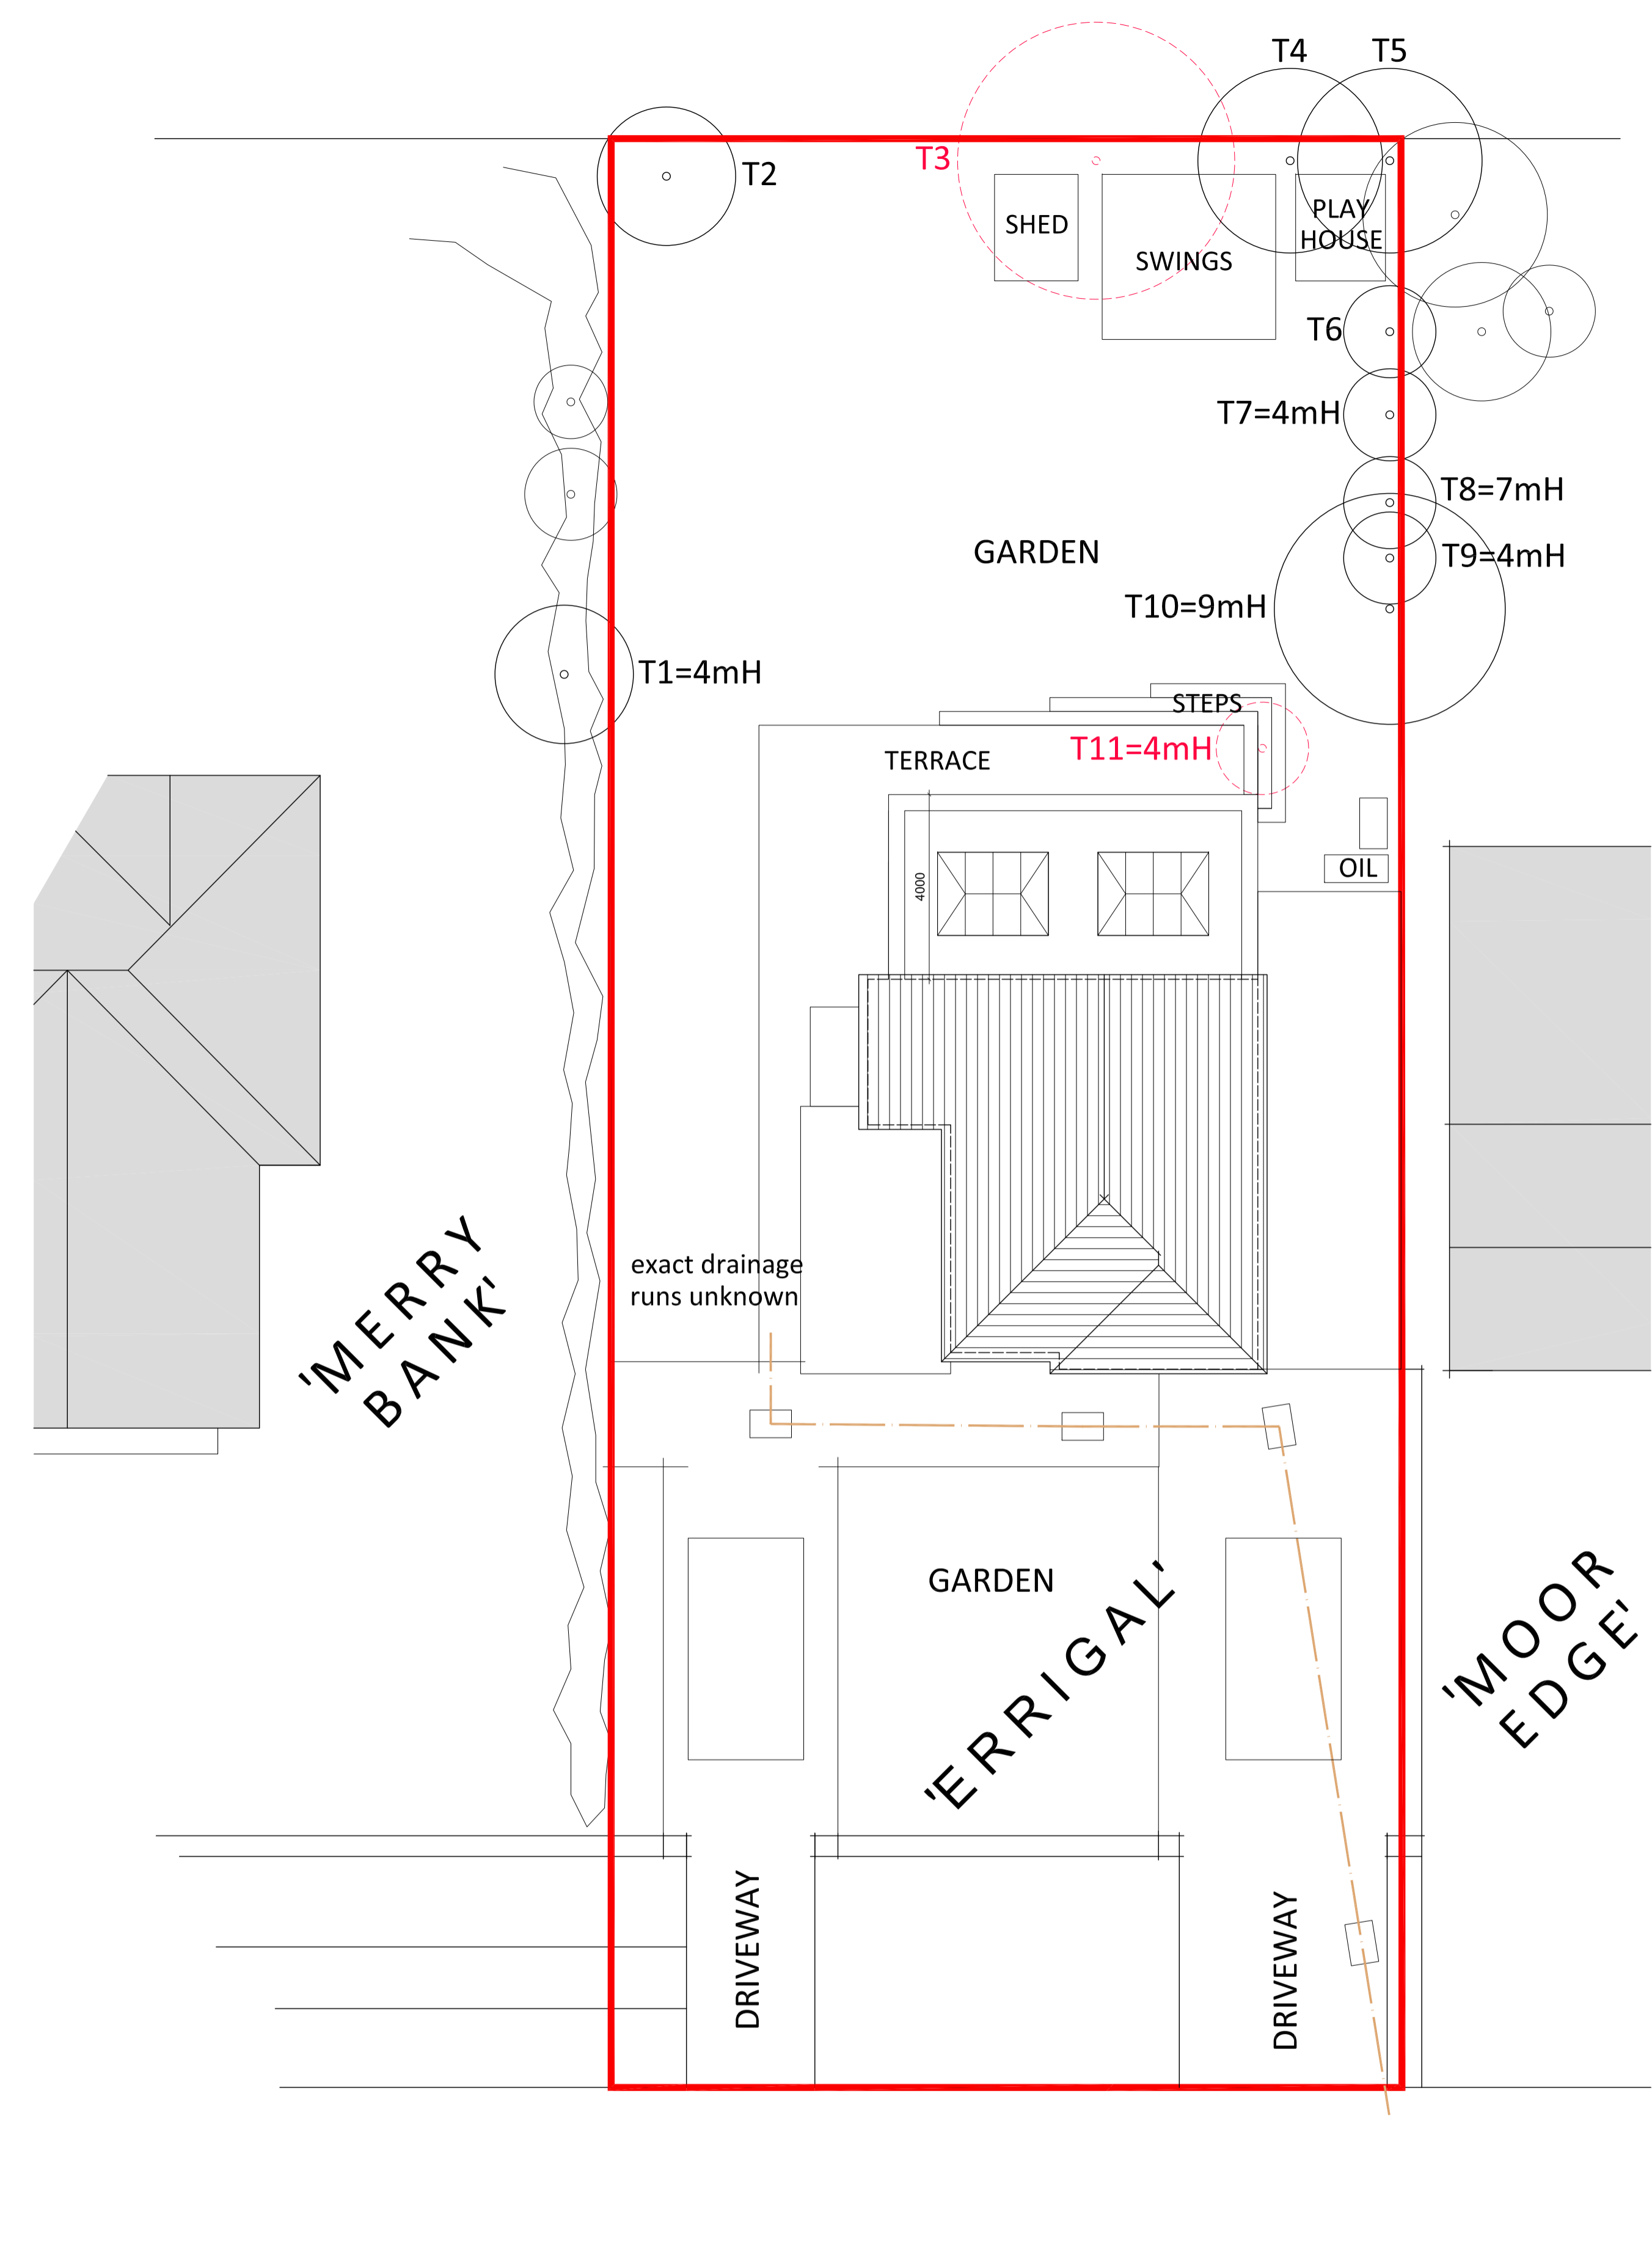 T4
T5
T3
T2
SHED
PLAY
HOUSE
SWINGS
T6
T7=4mH
T8=7mH
GARDEN
T9=4mH
T10=9mH
T1=4mH
STEPS
T11=4mH
TERRACE
OIL
4000
'MERRY
BANK'
exact drainage
runs unknown
GARDEN
'ERRIGAL'
'MOOR
EDGE'
DRIVEWAY
DRIVEWAY